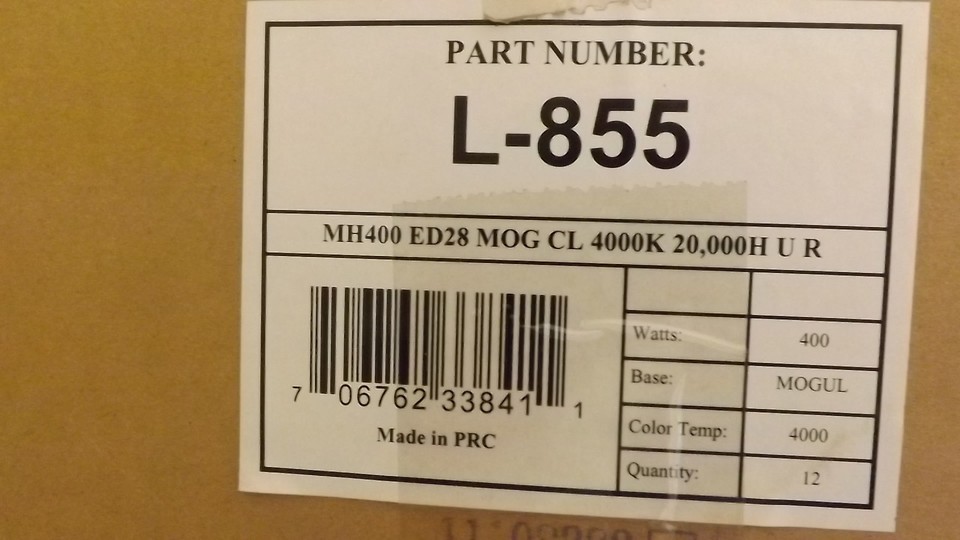 PART NUMBER:
L-855
MH400 ED28 MOG CL 4000K 20,000H U R
7 06762 33841 1
Made in PRC
Watts: 400
Base: MOGUL
Color Temp: 4000
Quantity: 12